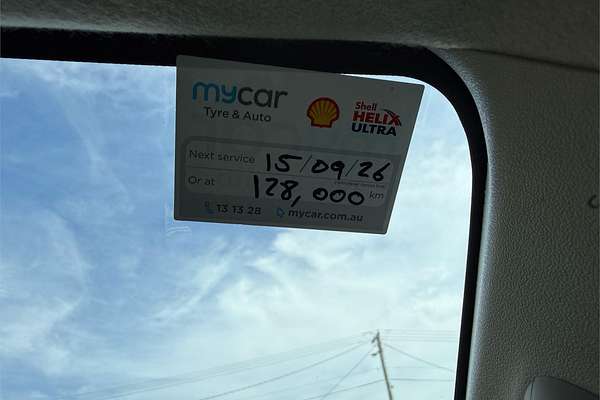 mycar
Tyre & Auto
Shell
HELIX
ULTRA
Next service 15/09/26
Or at 128,000 km
13 13 28 mycar.com.au